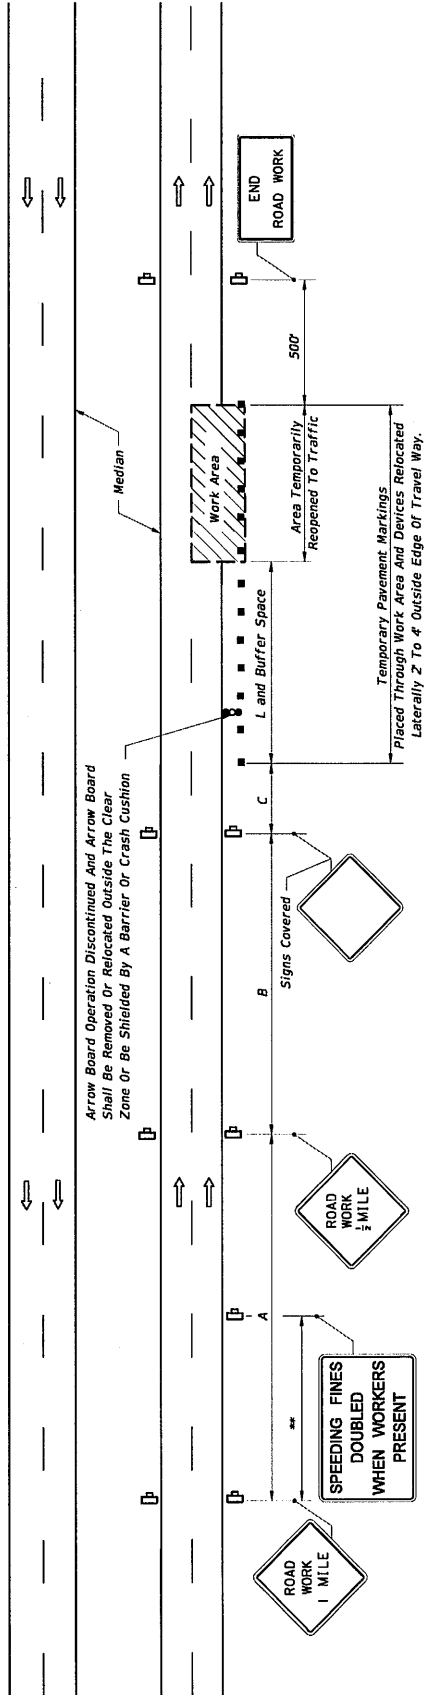 END
ROAD WORK
500'
Median
Work Area
Area Temporarily
Reopened To Traffic
Temporary Pavement Markings
Placed Through Work Area And Devices Relocated
Laterally 2' To 4' Outside Edge Of Travel Way.
L and Buffer Space
Arrow Board Operation Discontinued And Arrow Board
Shall Be Removed Or Relocated Outside The Clear
Zone Or Be Shielded By A Barrier Or Crash Cushion
C
Signs Covered
B
ROAD
WORK
½ MILE
A
**
SPEEDING FINES
DOUBLED
WHEN WORKERS
PRESENT
ROAD
WORK
1 MILE